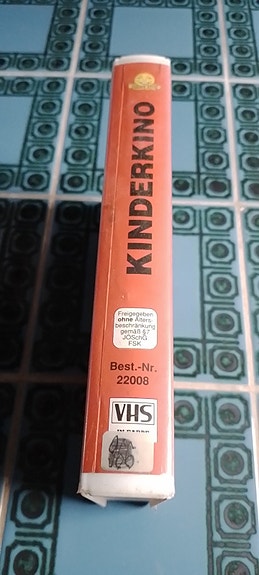 KINDERKINO
Freigegeben
ohne Alters-
beschränkung
gemäß §7
JÖSchG
FSK
Best.-Nr.
22008
VHS